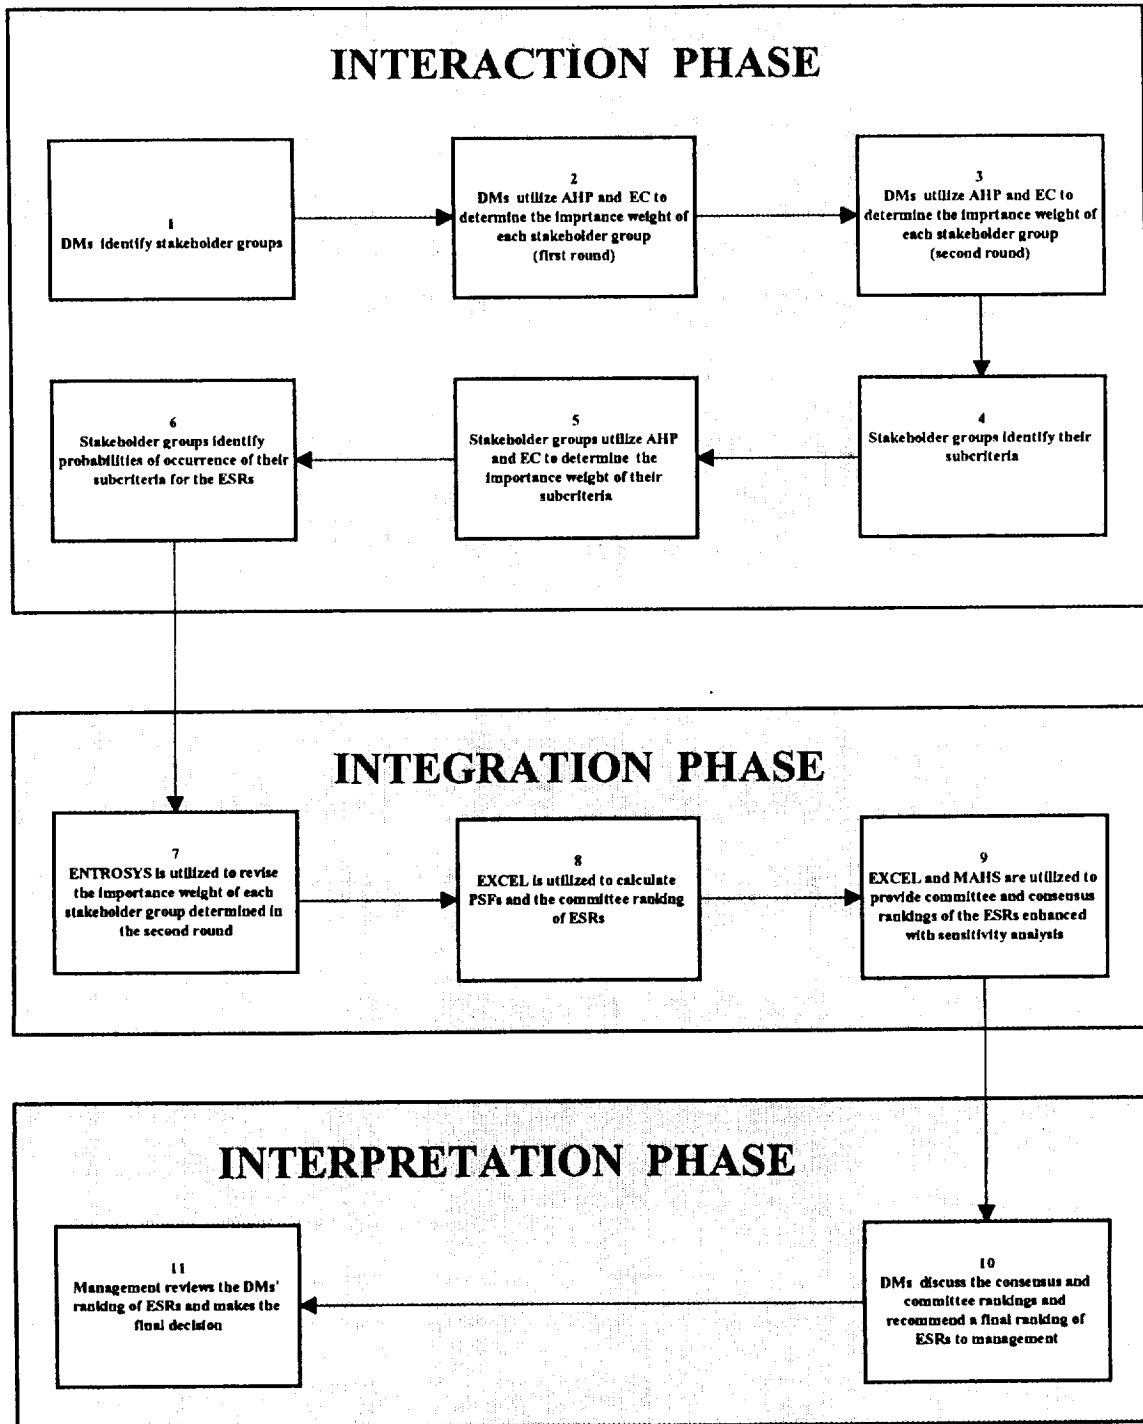 INTERACTION PHASE
1
DMs identify stakeholder groups
2
DMs utilize AHP and EC to
determine the imprtance weight of
each stakeholder group
(first round)
3
DMs utilize AHP and EC to
determine the imprtance weight of
each stakeholder group
(second round)
6
Stakeholder groups identify
probabilities of occurrence of their
subcriteria for the ESRs
5
Stakeholder groups utilize AHP
and EC to determine the
importance weight of their
subcriteria
4
Stakeholder groups identify their
subcriteria
INTEGRATION PHASE
7
ENTROSYS is utilized to revise
the importance weight of each
stakeholder group determined in
the second round
8
EXCEL is utilized to calculate
PSFs and the committee ranking
of ESRs
9
EXCEL and MAHS are utilized to
provide committee and consensus
rankings of the ESRs enhanced
with sensitivity analysis
INTERPRETATION PHASE
11
Management reviews the DMs'
ranking of ESRs and makes the
final decision
10
DMs discuss the consensus and
committee rankings and
recommend a final ranking of
ESRs to management